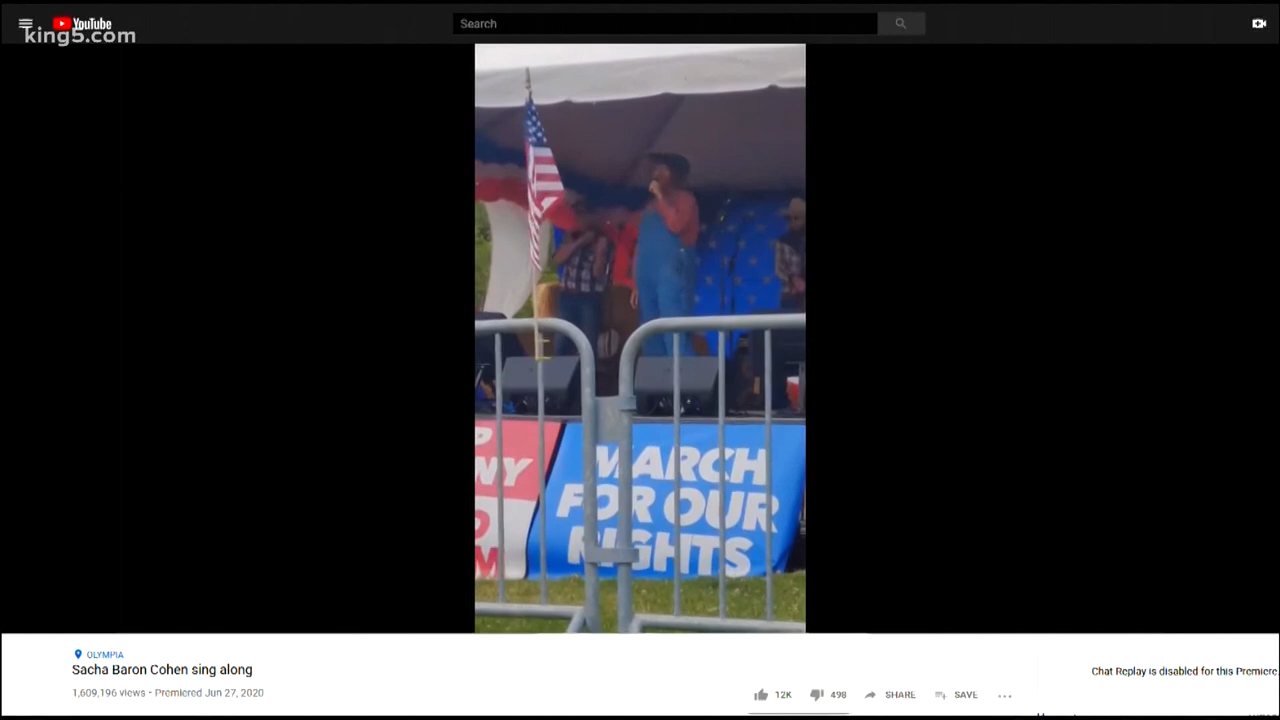 YouTube
king5.com
Search
P
NY
D
M
MARCH
FOR OUR
RIGHTS
OLYMPIA
Sacha Baron Cohen sing along
1,609,196 views • Premiered Jun 27, 2020
12K
498
SHARE
SAVE
Chat Replay is disabled for this Premiere.